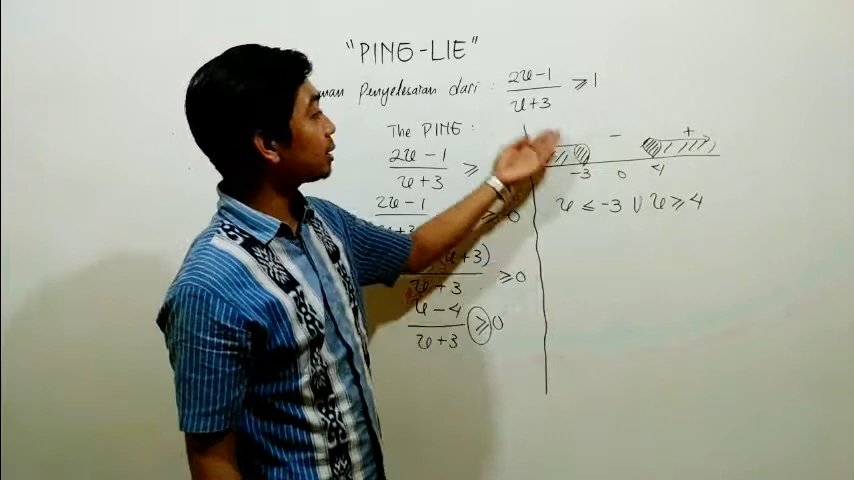 "PING-LIE"
Penyelesaian dari : 2x-1/x+3 ≥ 1
The PING :
2x-1/x+3 ≥
2x-1 ≥ 0
x+3) / x+3 ≥ 0
x-4/x+3 ≥ 0
- +
-3 0 4
x ≤ -3 U x ≥ 4